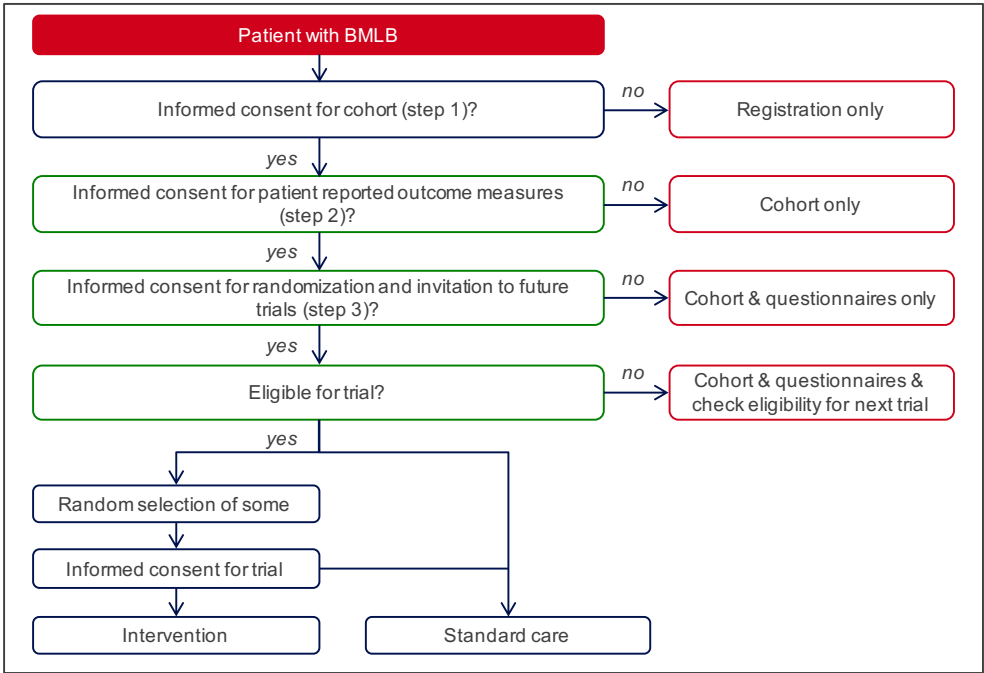 Patient with BMLB
Informed consent for cohort (step 1)?
no
Registration only
yes
Informed consent for patient reported outcome measures
(step 2)?
no
Cohort only
yes
Informed consent for randomization and invitation to future
trials (step 3)?
no
Cohort & questionnaires only
yes
Eligible for trial?
no
Cohort & questionnaires &
check eligibility for next trial
yes
Random selection of some
Informed consent for trial
Intervention
Standard care